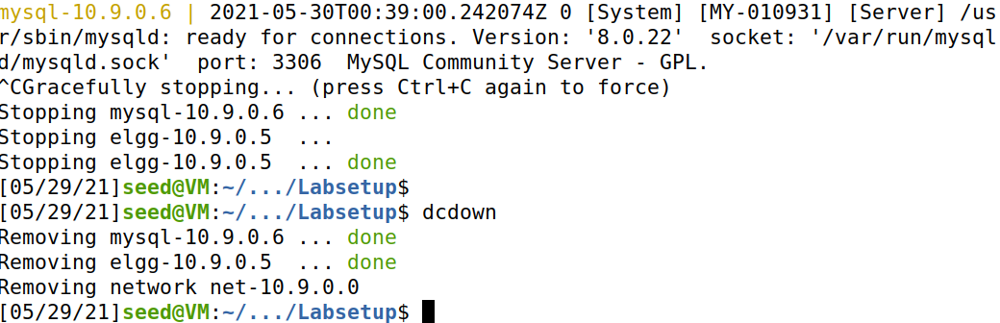 mysql-10.9.0.6 | 2021-05-30T00:39:00.242074Z 0 [System] [MY-010931] [Server] /us
r/sbin/mysqld: ready for connections. Version: '8.0.22'  socket: '/var/run/mysql
d/mysqld.sock'  port: 3306  MySQL Community Server - GPL.
^CGracefully stopping... (press Ctrl+C again to force)
Stopping mysql-10.9.0.6 ... done
Stopping elgg-10.9.0.5  ...
Stopping elgg-10.9.0.5  ... done
[05/29/21]seed@VM:~/.../Labsetup$
[05/29/21]seed@VM:~/.../Labsetup$ dcdown
Removing mysql-10.9.0.6 ... done
Removing elgg-10.9.0.5  ... done
Removing network net-10.9.0.0
[05/29/21]seed@VM:~/.../Labsetup$